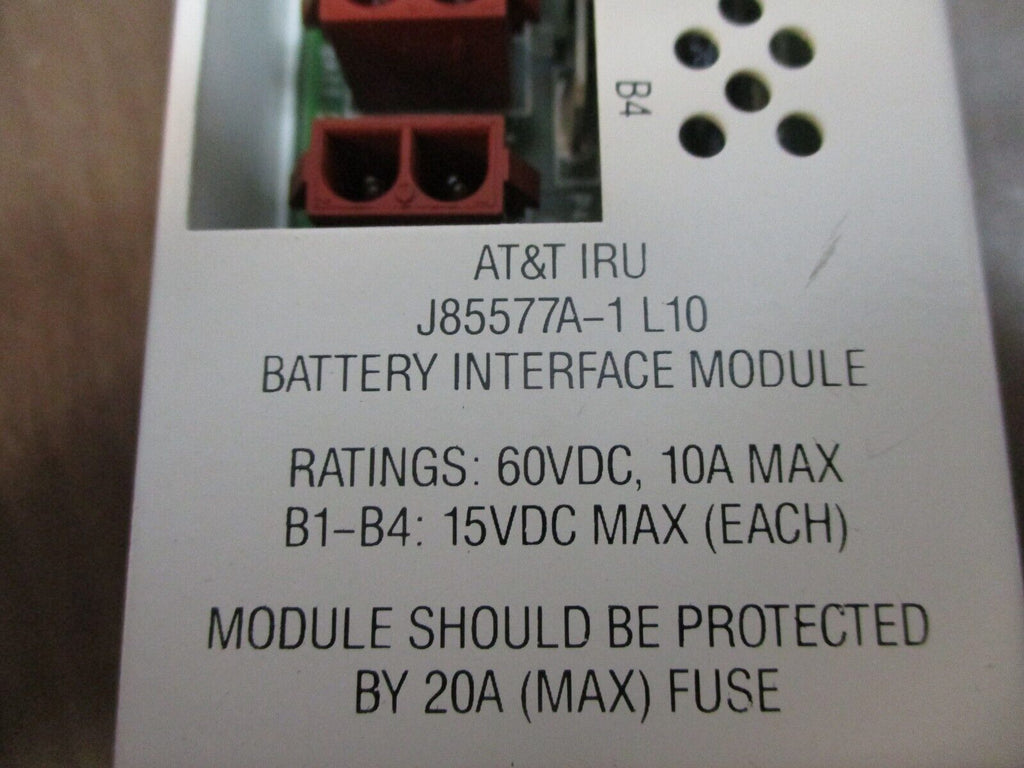 B4
AT&T IRU
J85577A-1 L10
BATTERY INTERFACE MODULE
RATINGS: 60VDC, 10A MAX
B1-B4: 15VDC MAX (EACH)
MODULE SHOULD BE PROTECTED
BY 20A (MAX) FUSE